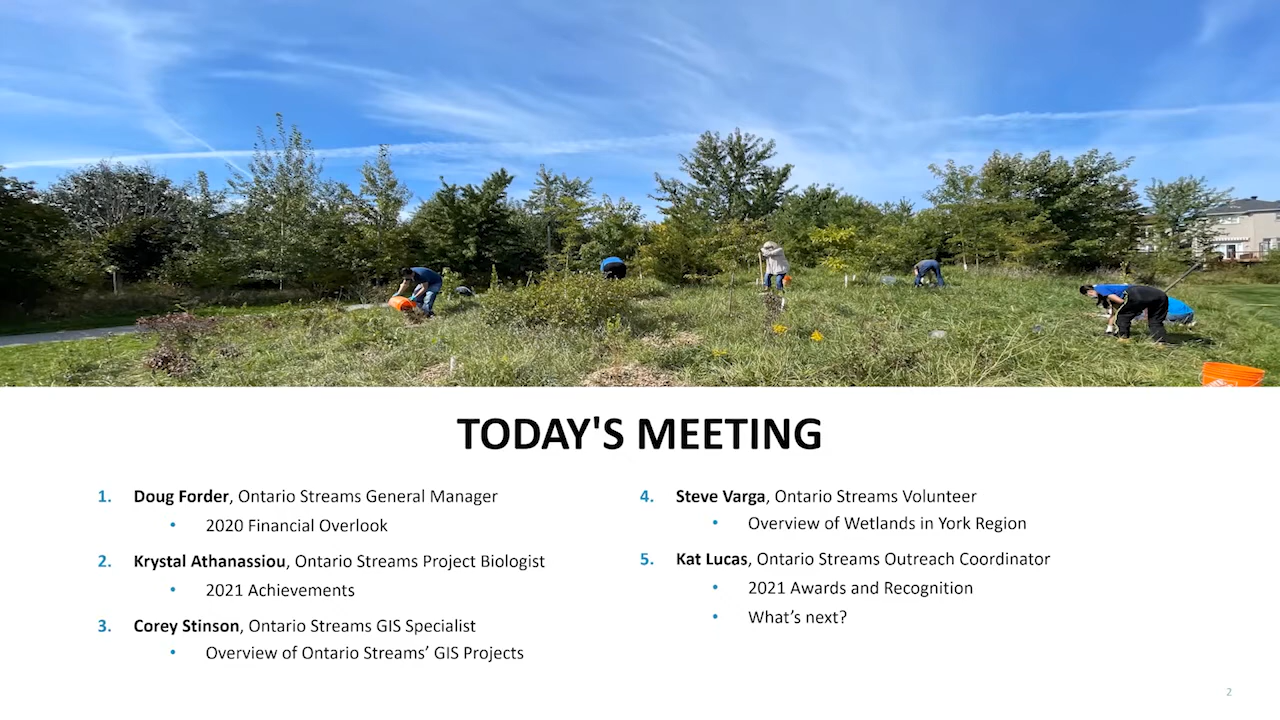 TODAY'S MEETING
1. Doug Forder, Ontario Streams General Manager
• 2020 Financial Overlook
2. Krystal Athanassiou, Ontario Streams Project Biologist
• 2021 Achievements
3. Corey Stinson, Ontario Streams GIS Specialist
• Overview of Ontario Streams’ GIS Projects
4. Steve Varga, Ontario Streams Volunteer
• Overview of Wetlands in York Region
5. Kat Lucas, Ontario Streams Outreach Coordinator
• 2021 Awards and Recognition
• What’s next?
2